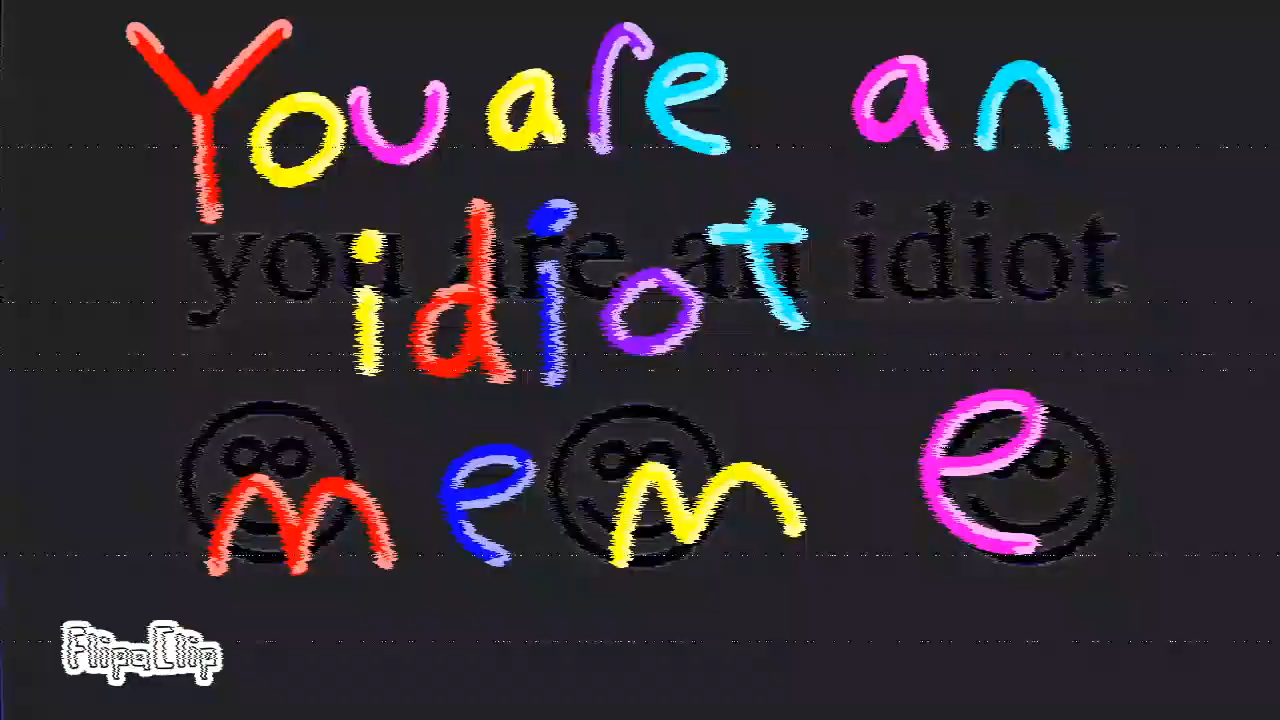 You are an
you are an idiot
idiot
meme
FlipaClip